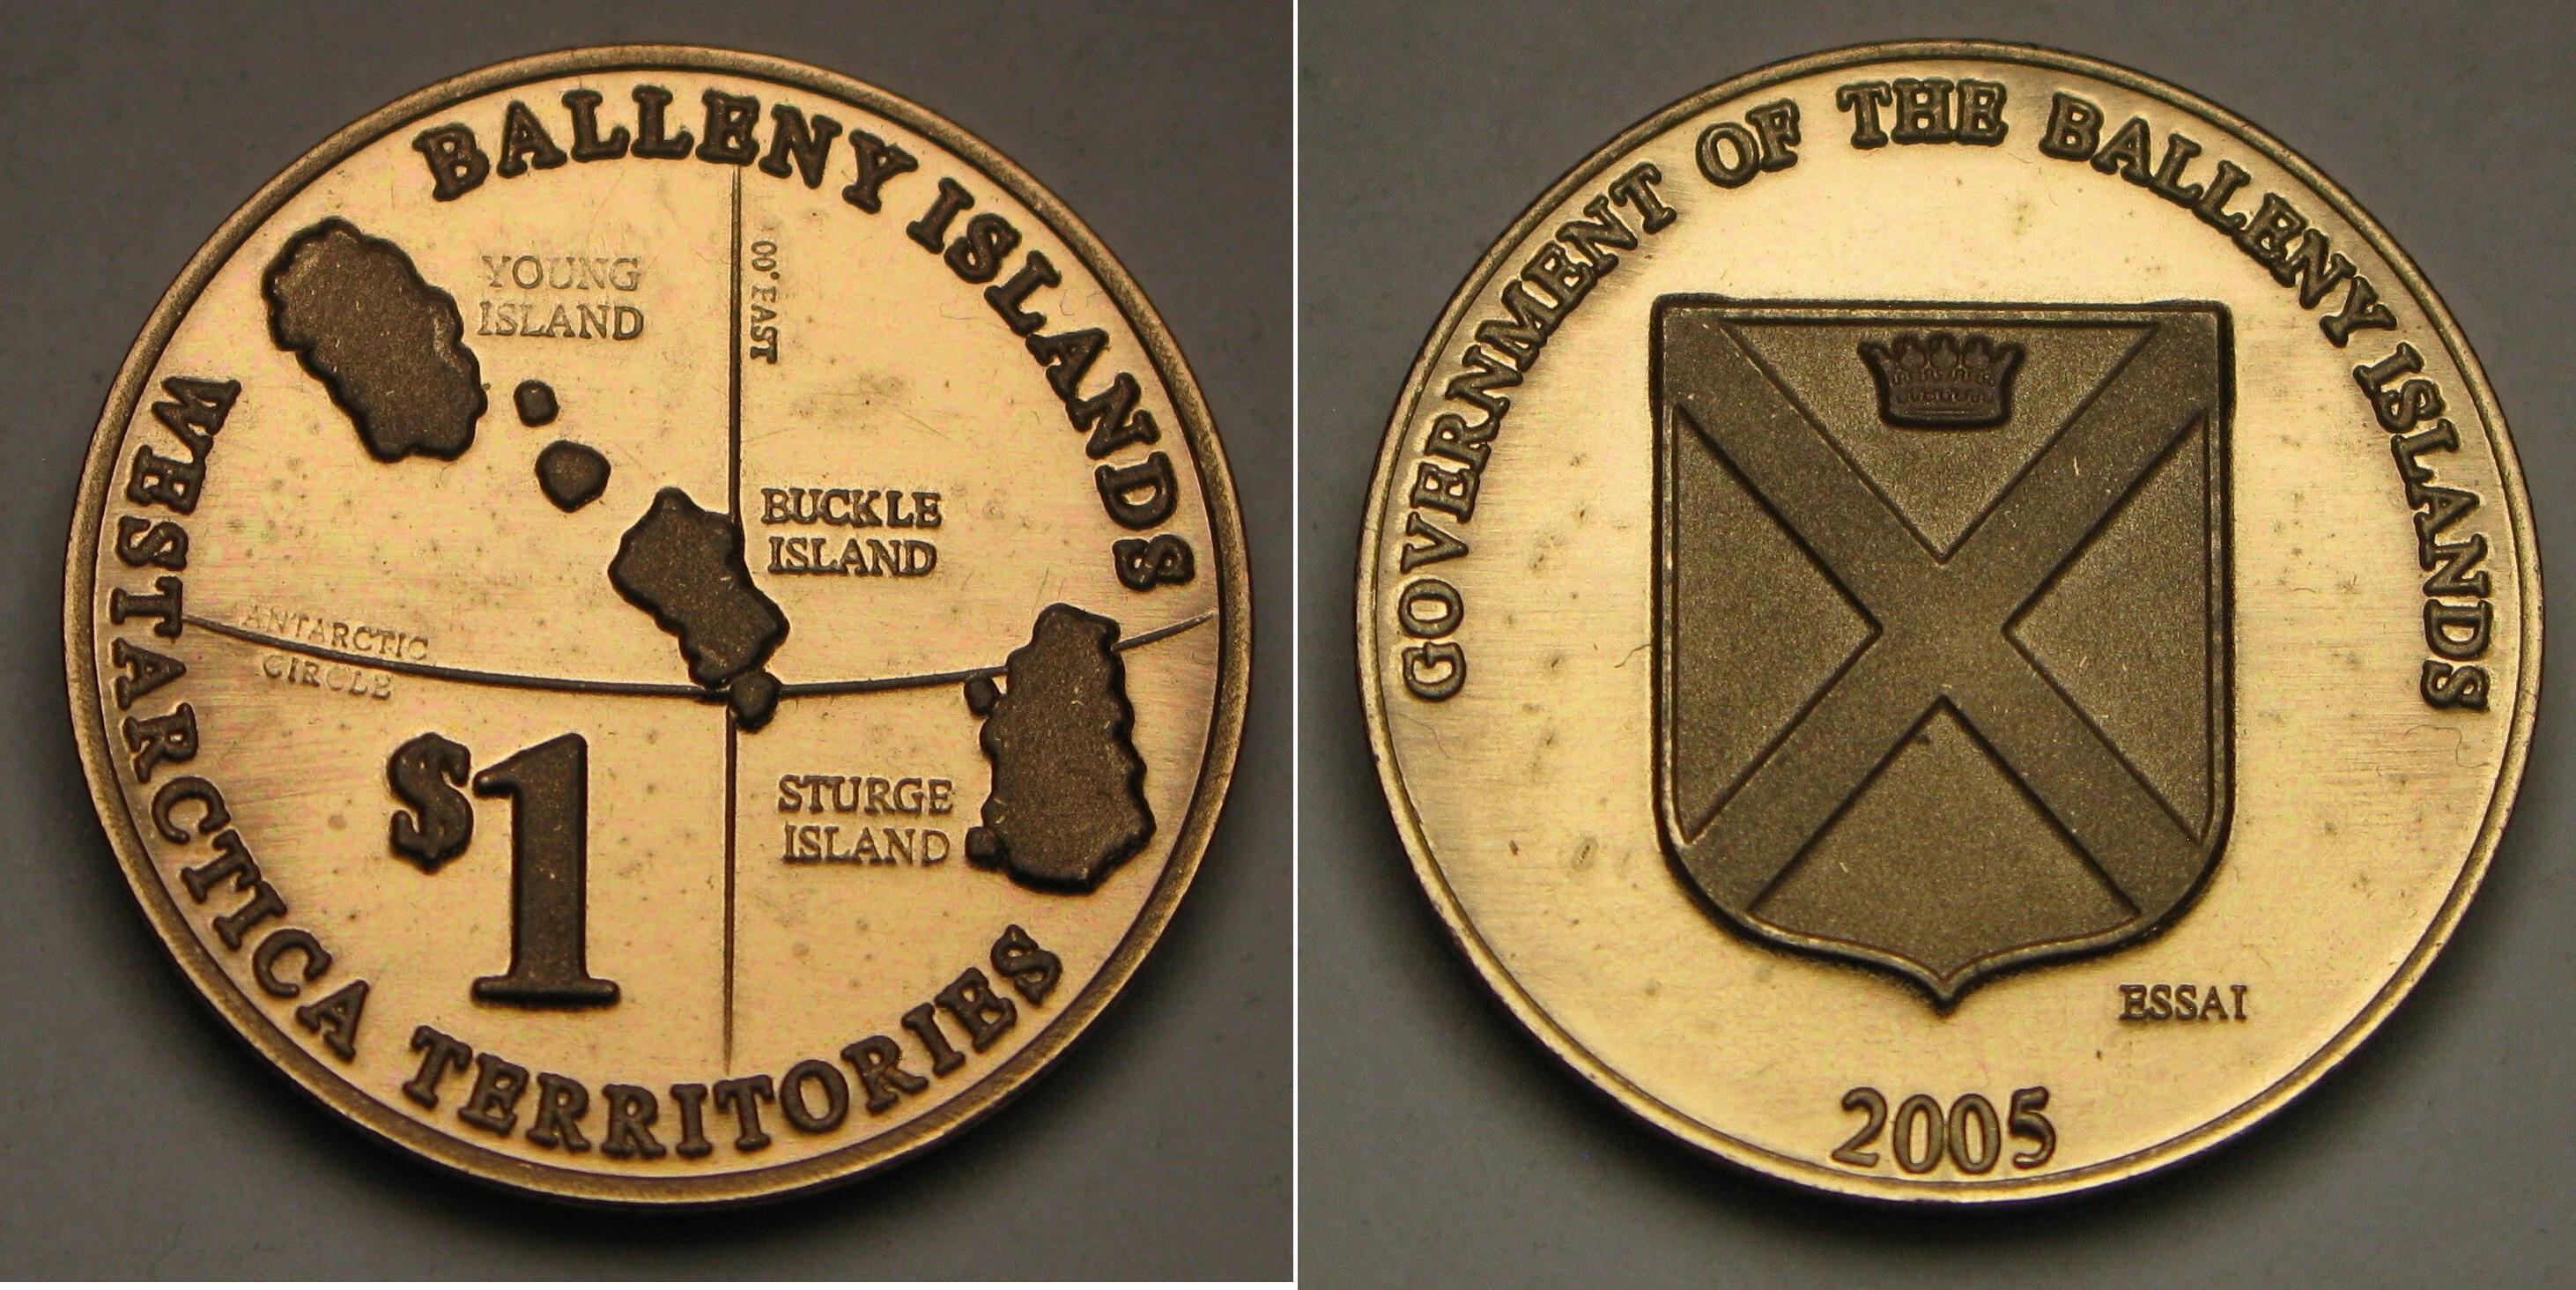 BALLENY ISLANDS
YOUNG
ISLAND
00° EAST
BUCKLE
ISLAND
ANTARCTIC
CIRCLE
$1
STURGE
ISLAND
WESTARCTICA TERRITORIES
GOVERNMENT OF THE BALLENY ISLANDS
ESSAI
2005